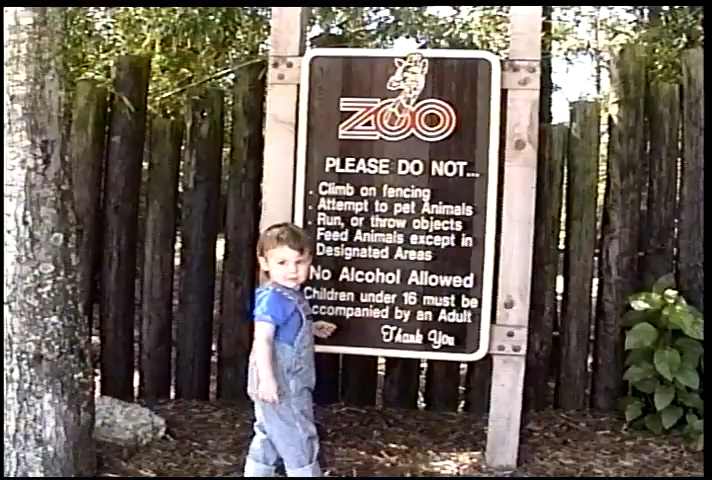 ZOO
PLEASE DO NOT...
. Climb on fencing
. Attempt to pet Animals
. Run, or throw objects
. Feed Animals except in
Designated Areas
No Alcohol Allowed
Children under 16 must be
ccompanied by an Adult
Thank You